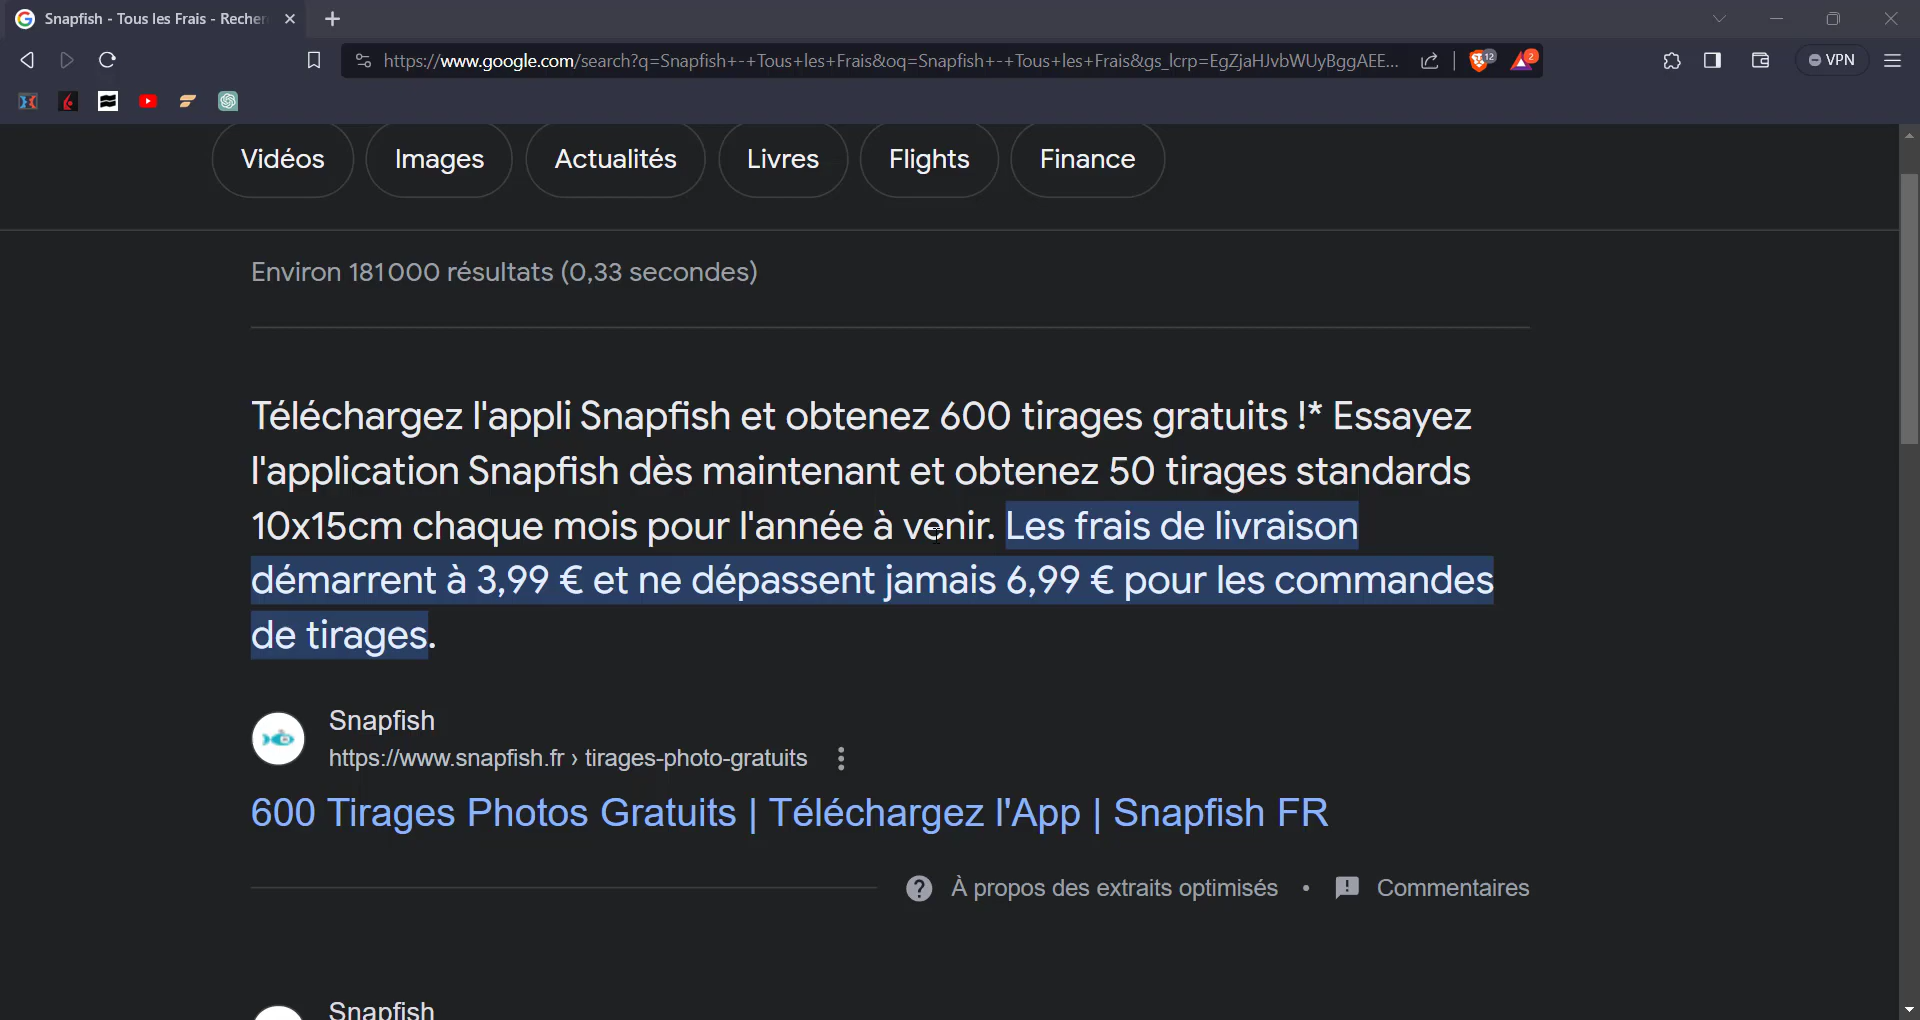 Snapfish - Tous les Frais - Recher
https://www.google.com/search?q=Snapfish+-+Tous+les+Frais&oq=Snapfish+-+Tous+les+Frais&gs_lcrp=EgZjaHJvbWUyBggAEE...
12
2
VPN
Vidéos
Images
Actualités
Livres
Flights
Finance
Environ 181 000 résultats (0,33 secondes)
Téléchargez l'appli Snapfish et obtenez 600 tirages gratuits !* Essayez
l'application Snapfish dès maintenant et obtenez 50 tirages standards
10x15cm chaque mois pour l'année à venir. Les frais de livraison
démarrent à 3,99 € et ne dépassent jamais 6,99 € pour les commandes
de tirages.
Snapfish
https://www.snapfish.fr › tirages-photo-gratuits
600 Tirages Photos Gratuits | Téléchargez l'App | Snapfish FR
À propos des extraits optimisés • Commentaires
Snapfish